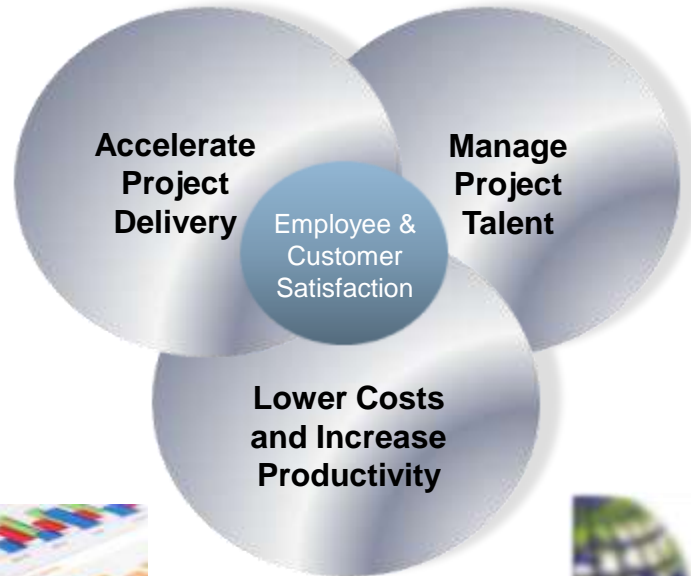 Accelerate
Project
Delivery
Manage
Project
Talent
Employee &
Customer
Satisfaction
Lower Costs
and Increase
Productivity